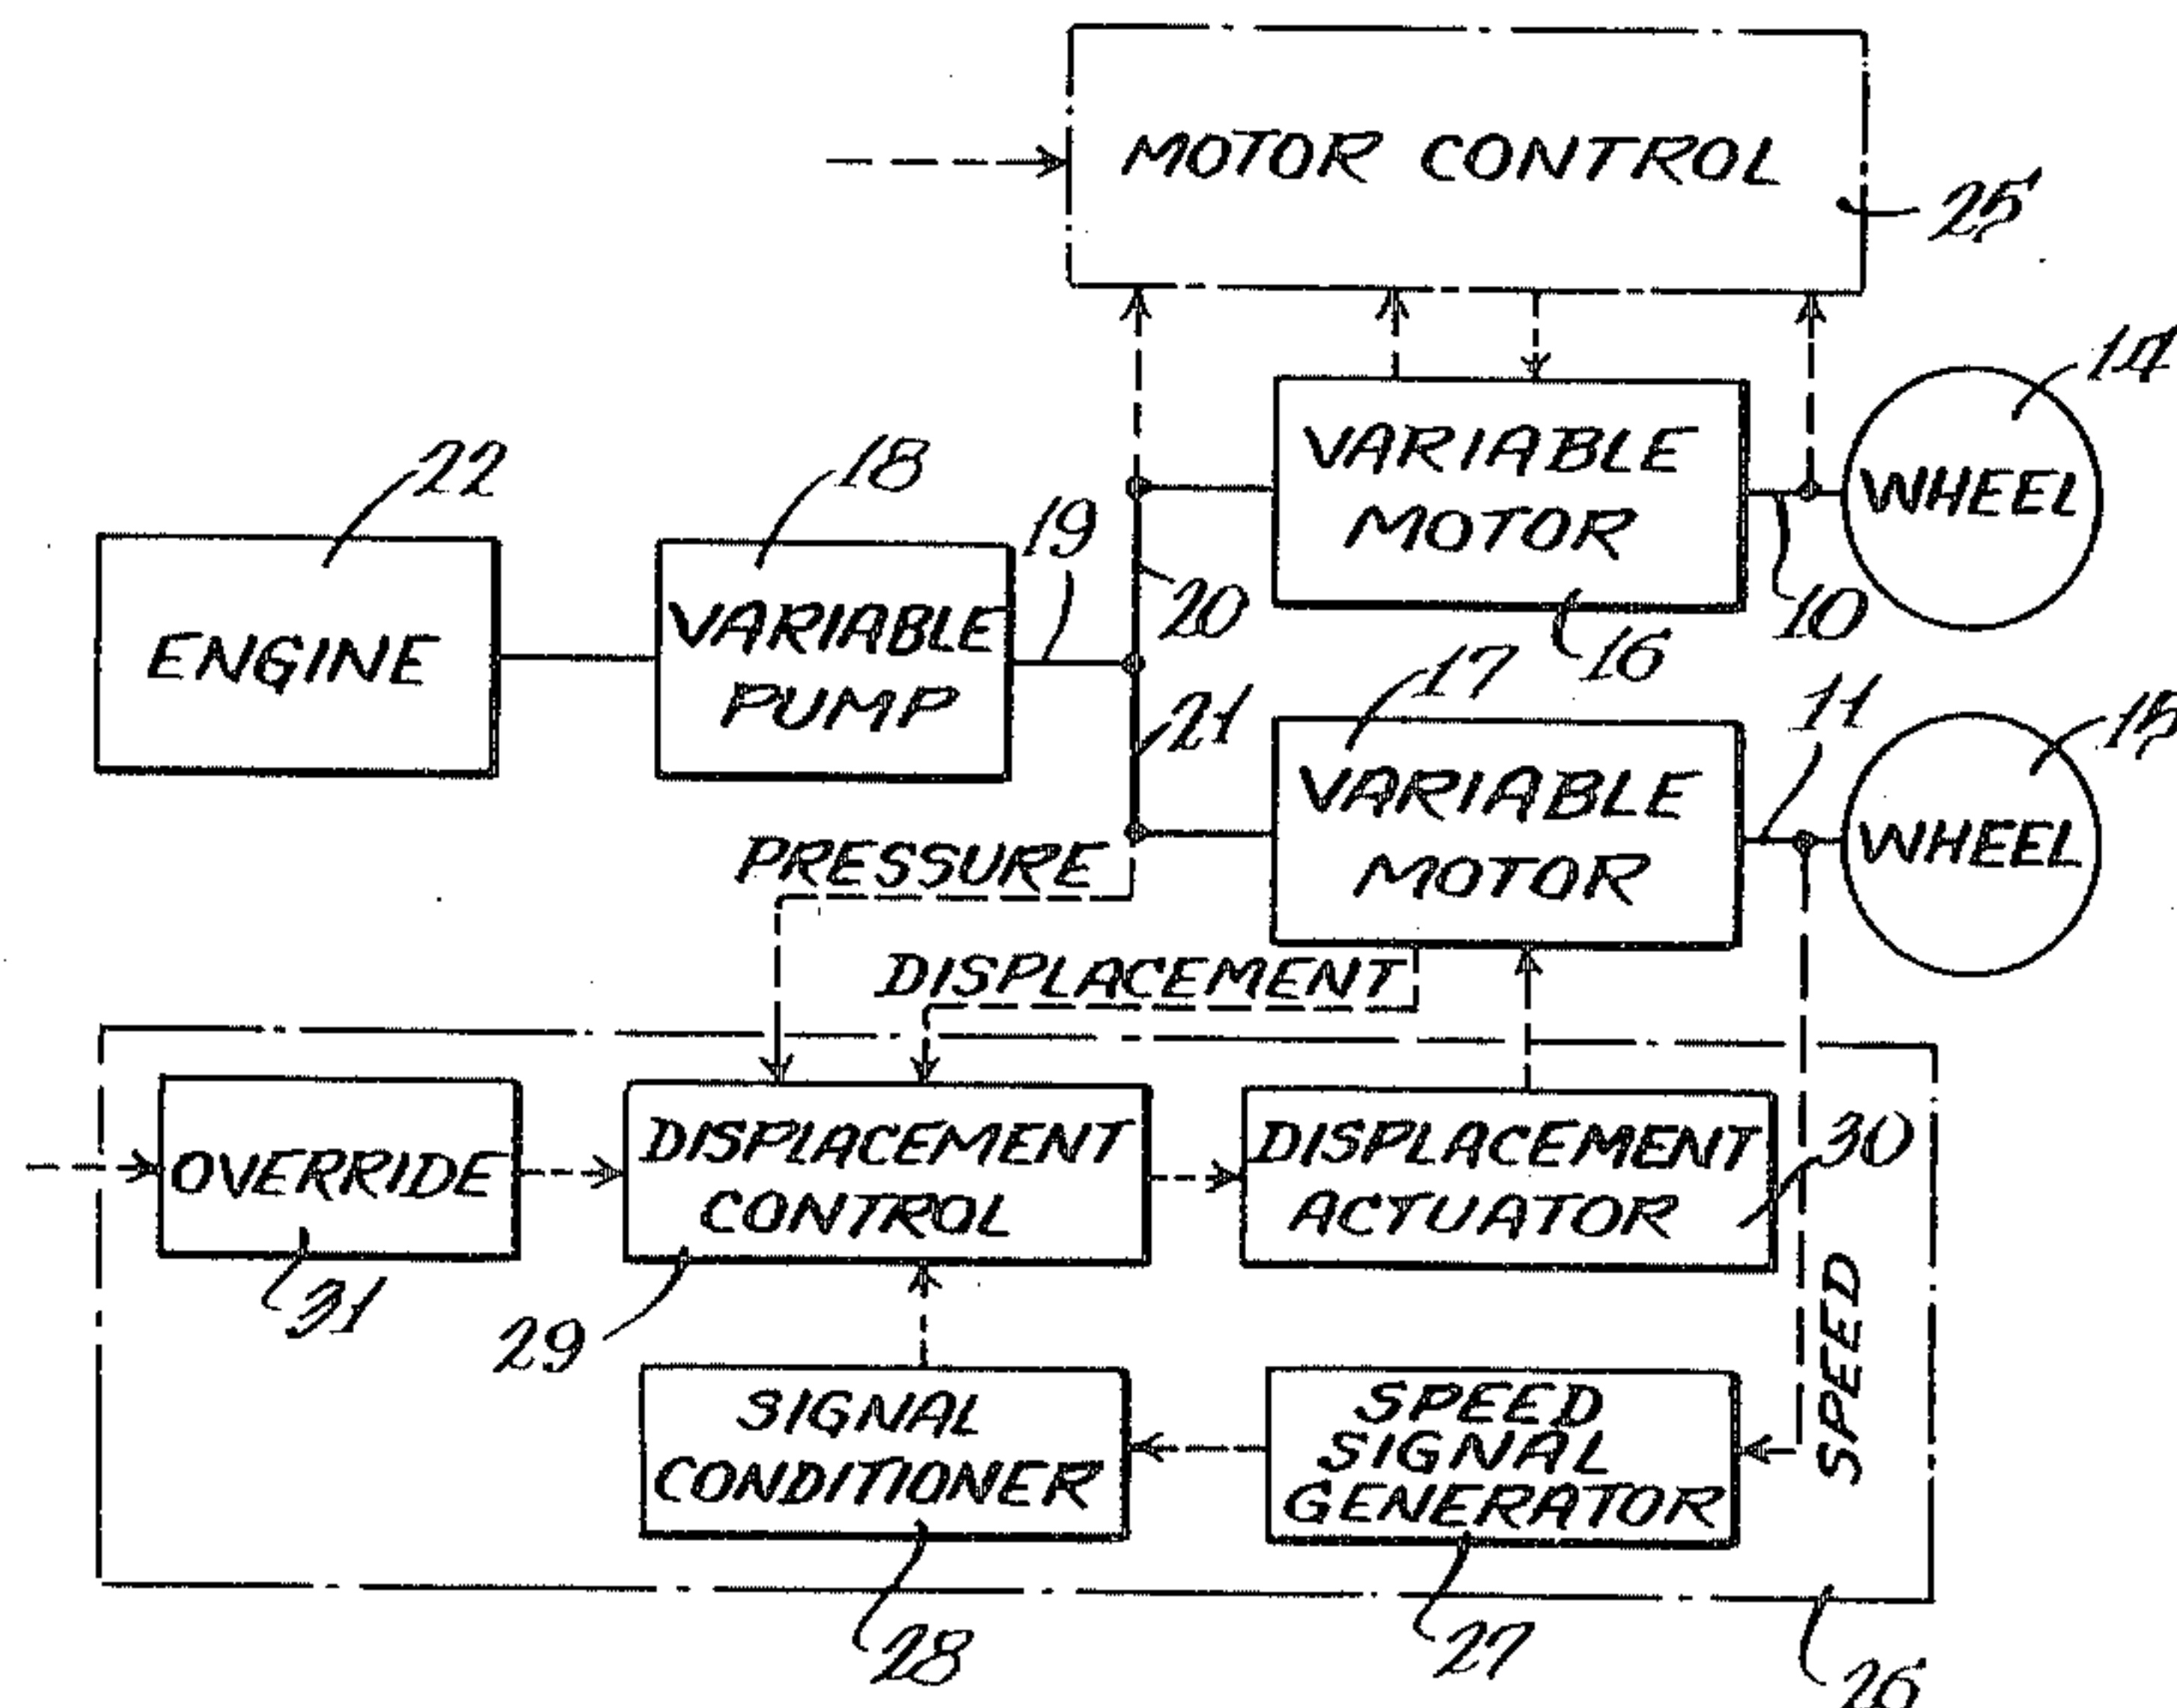 MOTOR CONTROL
25
14
22
18
19
VARIABLE
MOTOR
WHEEL
20
10
16
ENGINE
VARIABLE
PUMP
17
11
15
21
VARIABLE
MOTOR
WHEEL
PRESSURE
DISPLACEMENT
OVERRIDE
31
DISPLACEMENT
CONTROL
29
DISPLACEMENT
ACTUATOR
30
SPEED
SIGNAL
CONDITIONER
28
SPEED
SIGNAL
GENERATOR
27
26